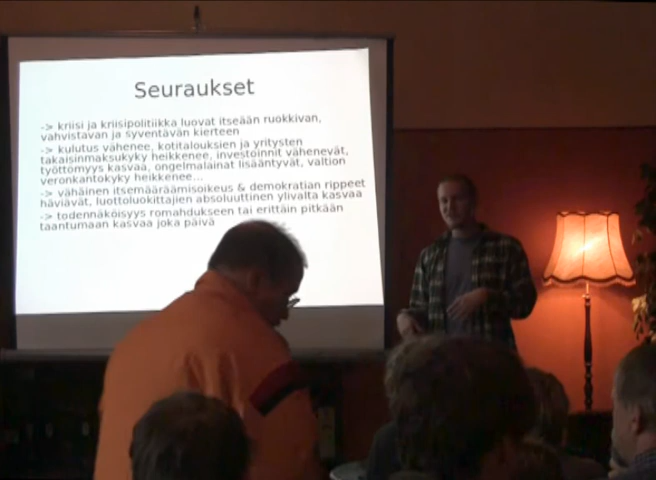 Seuraukset
-> kriisi ja kriisipolitiikka luovat itseään ruokkivan,
vahvistavan ja syventävän kierteen
-> kulutus vähenee, kotitalouksien ja yritysten
takaisinmaksukyky heikkenee, investoinnit vähenevät,
työttömyys kasvaa, ongelmalainat lisääntyvät, valtion
veronkantokyky heikkenee...
-> vähäinen itsemääräämisoikeus & demokratian rippeet
häviävät, luottoluokittajien absoluuttinen ylivalta kasvaa
-> todennäköisyys romahdukseen tai erittäin pitkään
taantumaan kasvaa joka päivä